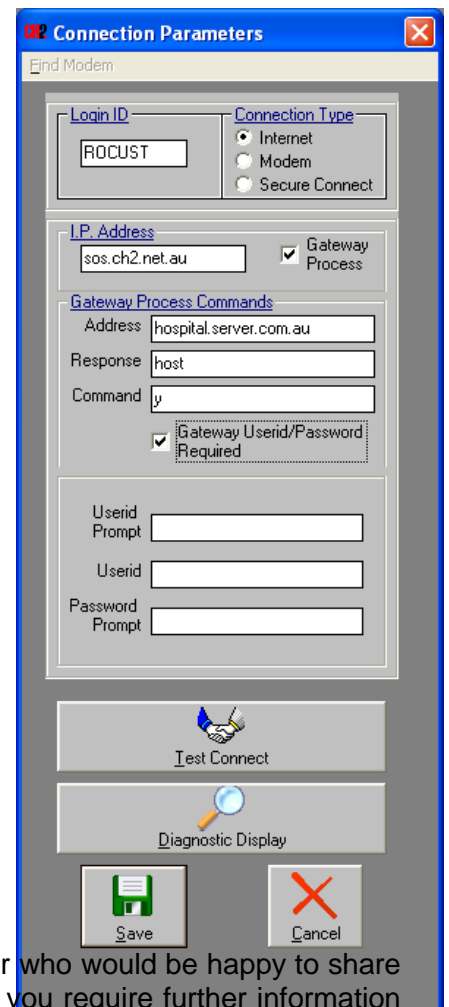 CH2 Connection Parameters
Find Modem
Login ID
ROCUST
Connection Type
Internet
Modem
Secure Connect
I.P. Address
sos.ch2.net.au
Gateway
Process
Gateway Process Commands
Address hospital.server.com.au
Response host
Command y
Gateway Userid/Password
Required
Userid
Prompt
Userid
Password
Prompt
Test Connect
Diagnostic Display
Save
Cancel
r who would be happy to share
you require further information